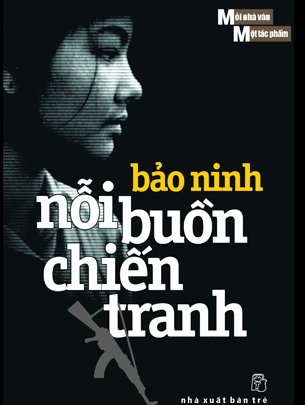 Mỗi nhà văn
Một tác phẩm
bảo ninh
nỗi
buồn
chiến
tranh
nhà xuất bản trẻ